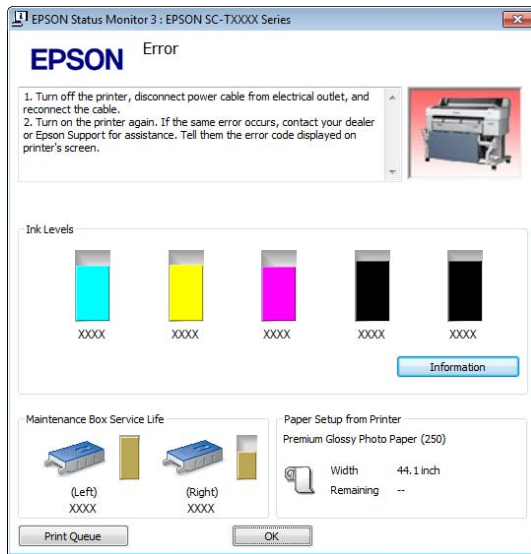 EPSON Status Monitor 3 : EPSON SC-TXXXX Series
EPSON
Error
1. Turn off the printer, disconnect power cable from electrical outlet, and
reconnect the cable.
2. Turn on the printer again. If the same error occurs, contact your dealer
or Epson Support for assistance. Tell them the error code displayed on
printer's screen.
Ink Levels
XXXX XXXX XXXX XXXX XXXX
Information
Maintenance Box Service Life
(Left) (Right)
XXXX XXXX
Paper Setup from Printer
Premium Glossy Photo Paper (250)
Width 44.1 inch
Remaining --
Print Queue OK